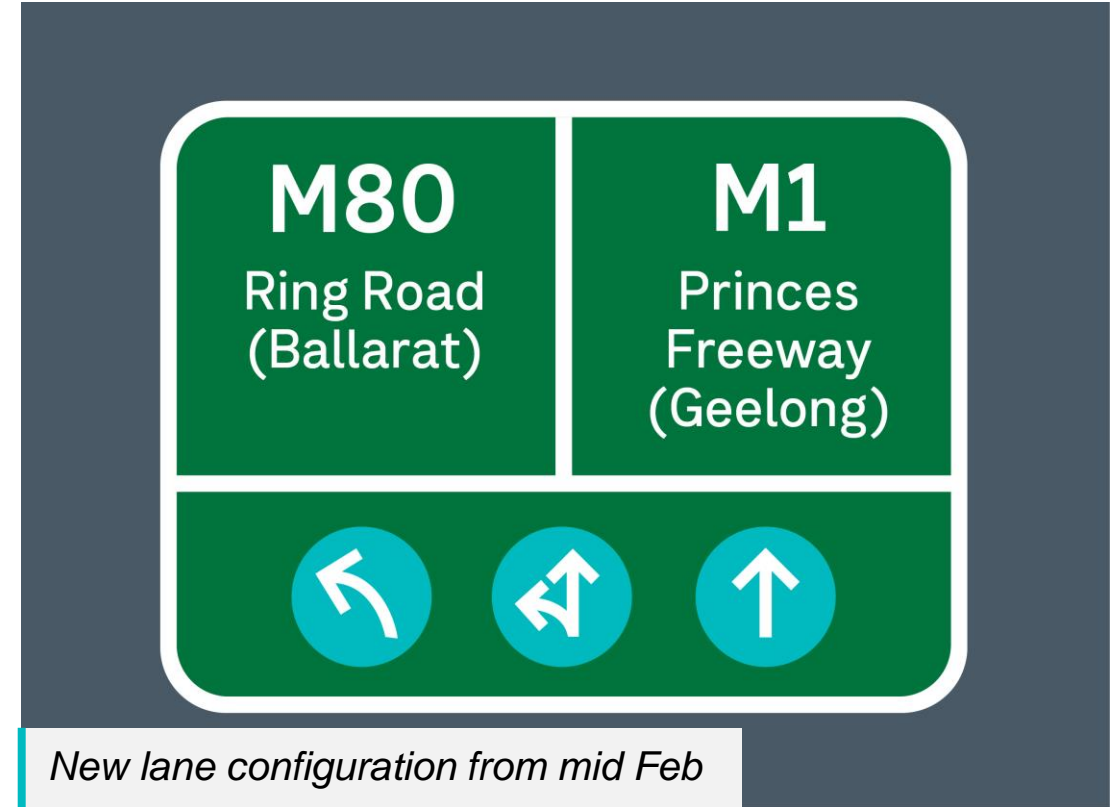 M80
Ring Road
(Ballarat)
M1
Princes
Freeway
(Geelong)
New lane configuration from mid Feb